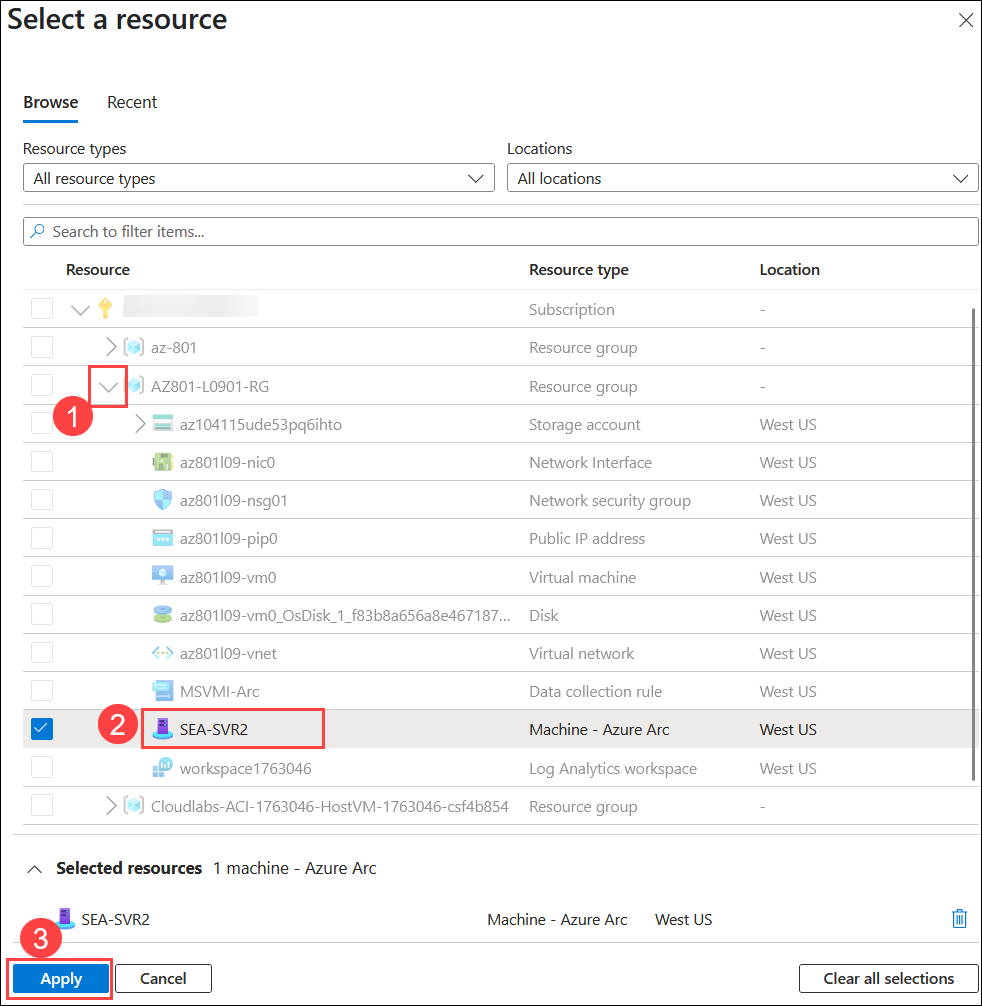 Select a resource
Browse Recent
Resource types Locations
All resource types All locations
Search to filter items...
Resource Resource type Location
Subscription -
az-801 Resource group -
AZ801-L0901-RG Resource group -
1
az104115ude53pq6ihto Storage account West US
az801l09-nic0 Network Interface West US
az801l09-nsg01 Network security group West US
az801l09-pip0 Public IP address West US
az801l09-vm0 Virtual machine West US
az801l09-vm0_OsDisk_1_f83b8a656a8e467187... Disk West US
az801l09-vnet Virtual network West US
MSVMI-Arc Data collection rule West US
2 SEA-SVR2 Machine - Azure Arc West US
workspace1763046 Log Analytics workspace West US
Cloudlabs-ACI-1763046-HostVM-1763046-csf4b854 Resource group -
Selected resources 1 machine - Azure Arc
SEA-SVR2 Machine - Azure Arc West US
3
Apply Cancel Clear all selections